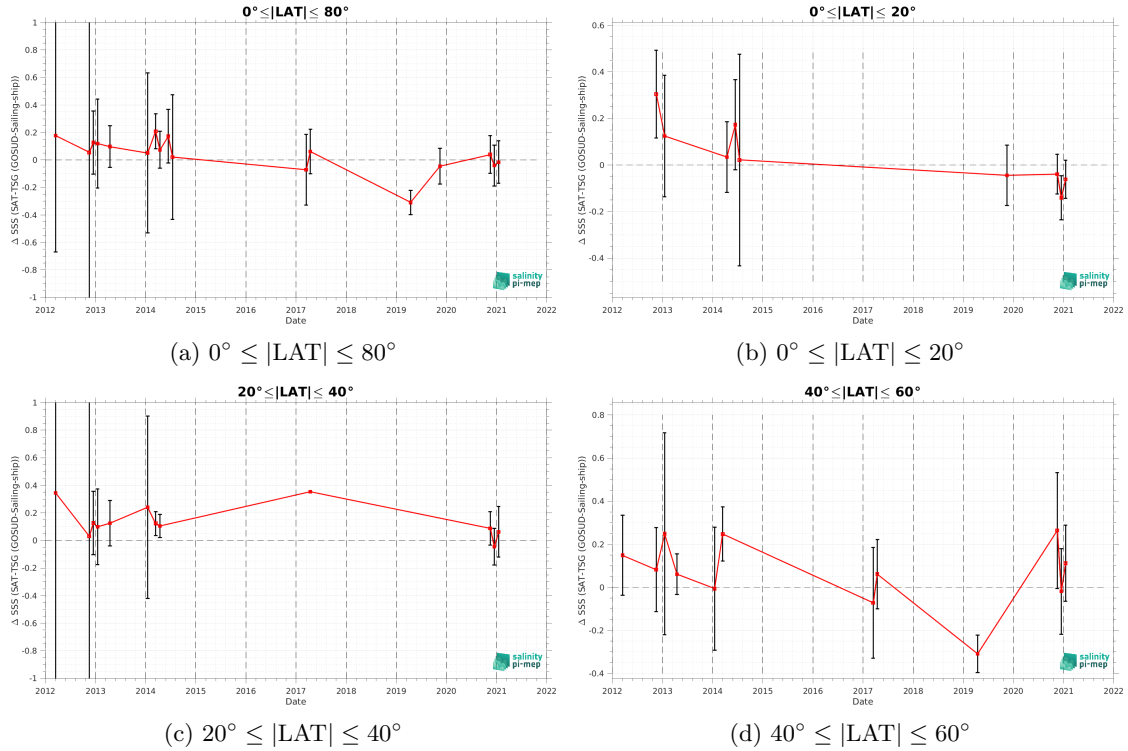 0°≤|LAT|≤ 80°
Δ SSS (SAT-TSG (GOSUD-Sailing-ship))
1
0.8
0.6
0.4
0.2
0
-0.2
-0.4
-0.6
-0.8
-1
2012 2013 2014 2015 2016 2017 2018 2019 2020 2021 2022
Date
salinity
pi-mep
(a) 0° ≤ |LAT| ≤ 80°
0°≤|LAT|≤ 20°
Δ SSS (SAT-TSG (GOSUD-Sailing-ship))
0.6
0.4
0.2
0
-0.2
-0.4
2012 2013 2014 2015 2016 2017 2018 2019 2020 2021 2022
Date
salinity
pi-mep
(b) 0° ≤ |LAT| ≤ 20°
20°≤|LAT|≤ 40°
Δ SSS (SAT-TSG (GOSUD-Sailing-ship))
1
0.8
0.6
0.4
0.2
0
-0.2
-0.4
-0.6
-0.8
-1
2012 2013 2014 2015 2016 2017 2018 2019 2020 2021 2022
Date
salinity
pi-mep
(c) 20° ≤ |LAT| ≤ 40°
40°≤|LAT|≤ 60°
Δ SSS (SAT-TSG (GOSUD-Sailing-ship))
0.8
0.6
0.4
0.2
0
-0.2
-0.4
2012 2013 2014 2015 2016 2017 2018 2019 2020 2021 2022
Date
salinity
pi-mep
(d) 40° ≤ |LAT| ≤ 60°